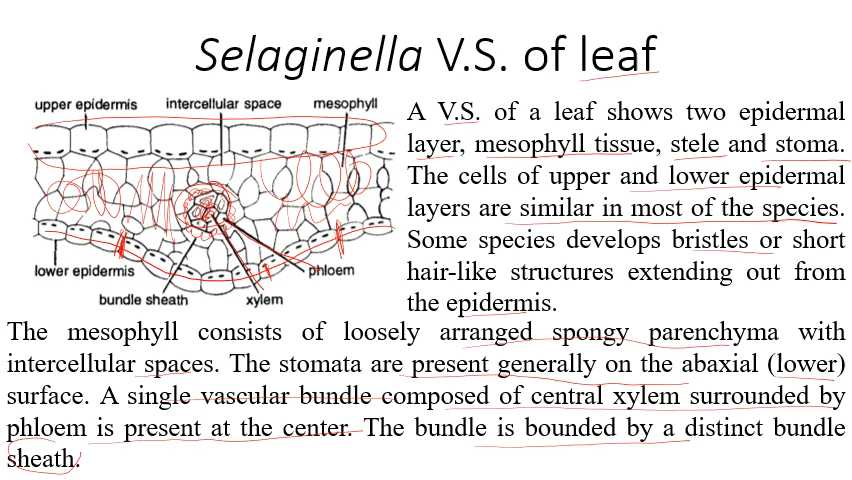 Selaginella V.S. of leaf
upper epidermis intercellular space mesophyll
lower epidermis
phloem
bundle sheath xylem
A V.S. of a leaf shows two epidermal
layer, mesophyll tissue, stele and stoma.
The cells of upper and lower epidermal
layers are similar in most of the species.
Some species develops bristles or short
hair-like structures extending out from
the epidermis.
The mesophyll consists of loosely arranged spongy parenchyma with
intercellular spaces. The stomata are present generally on the abaxial (lower)
surface. A single vascular bundle composed of central xylem surrounded by
phloem is present at the center. The bundle is bounded by a distinct bundle
sheath.